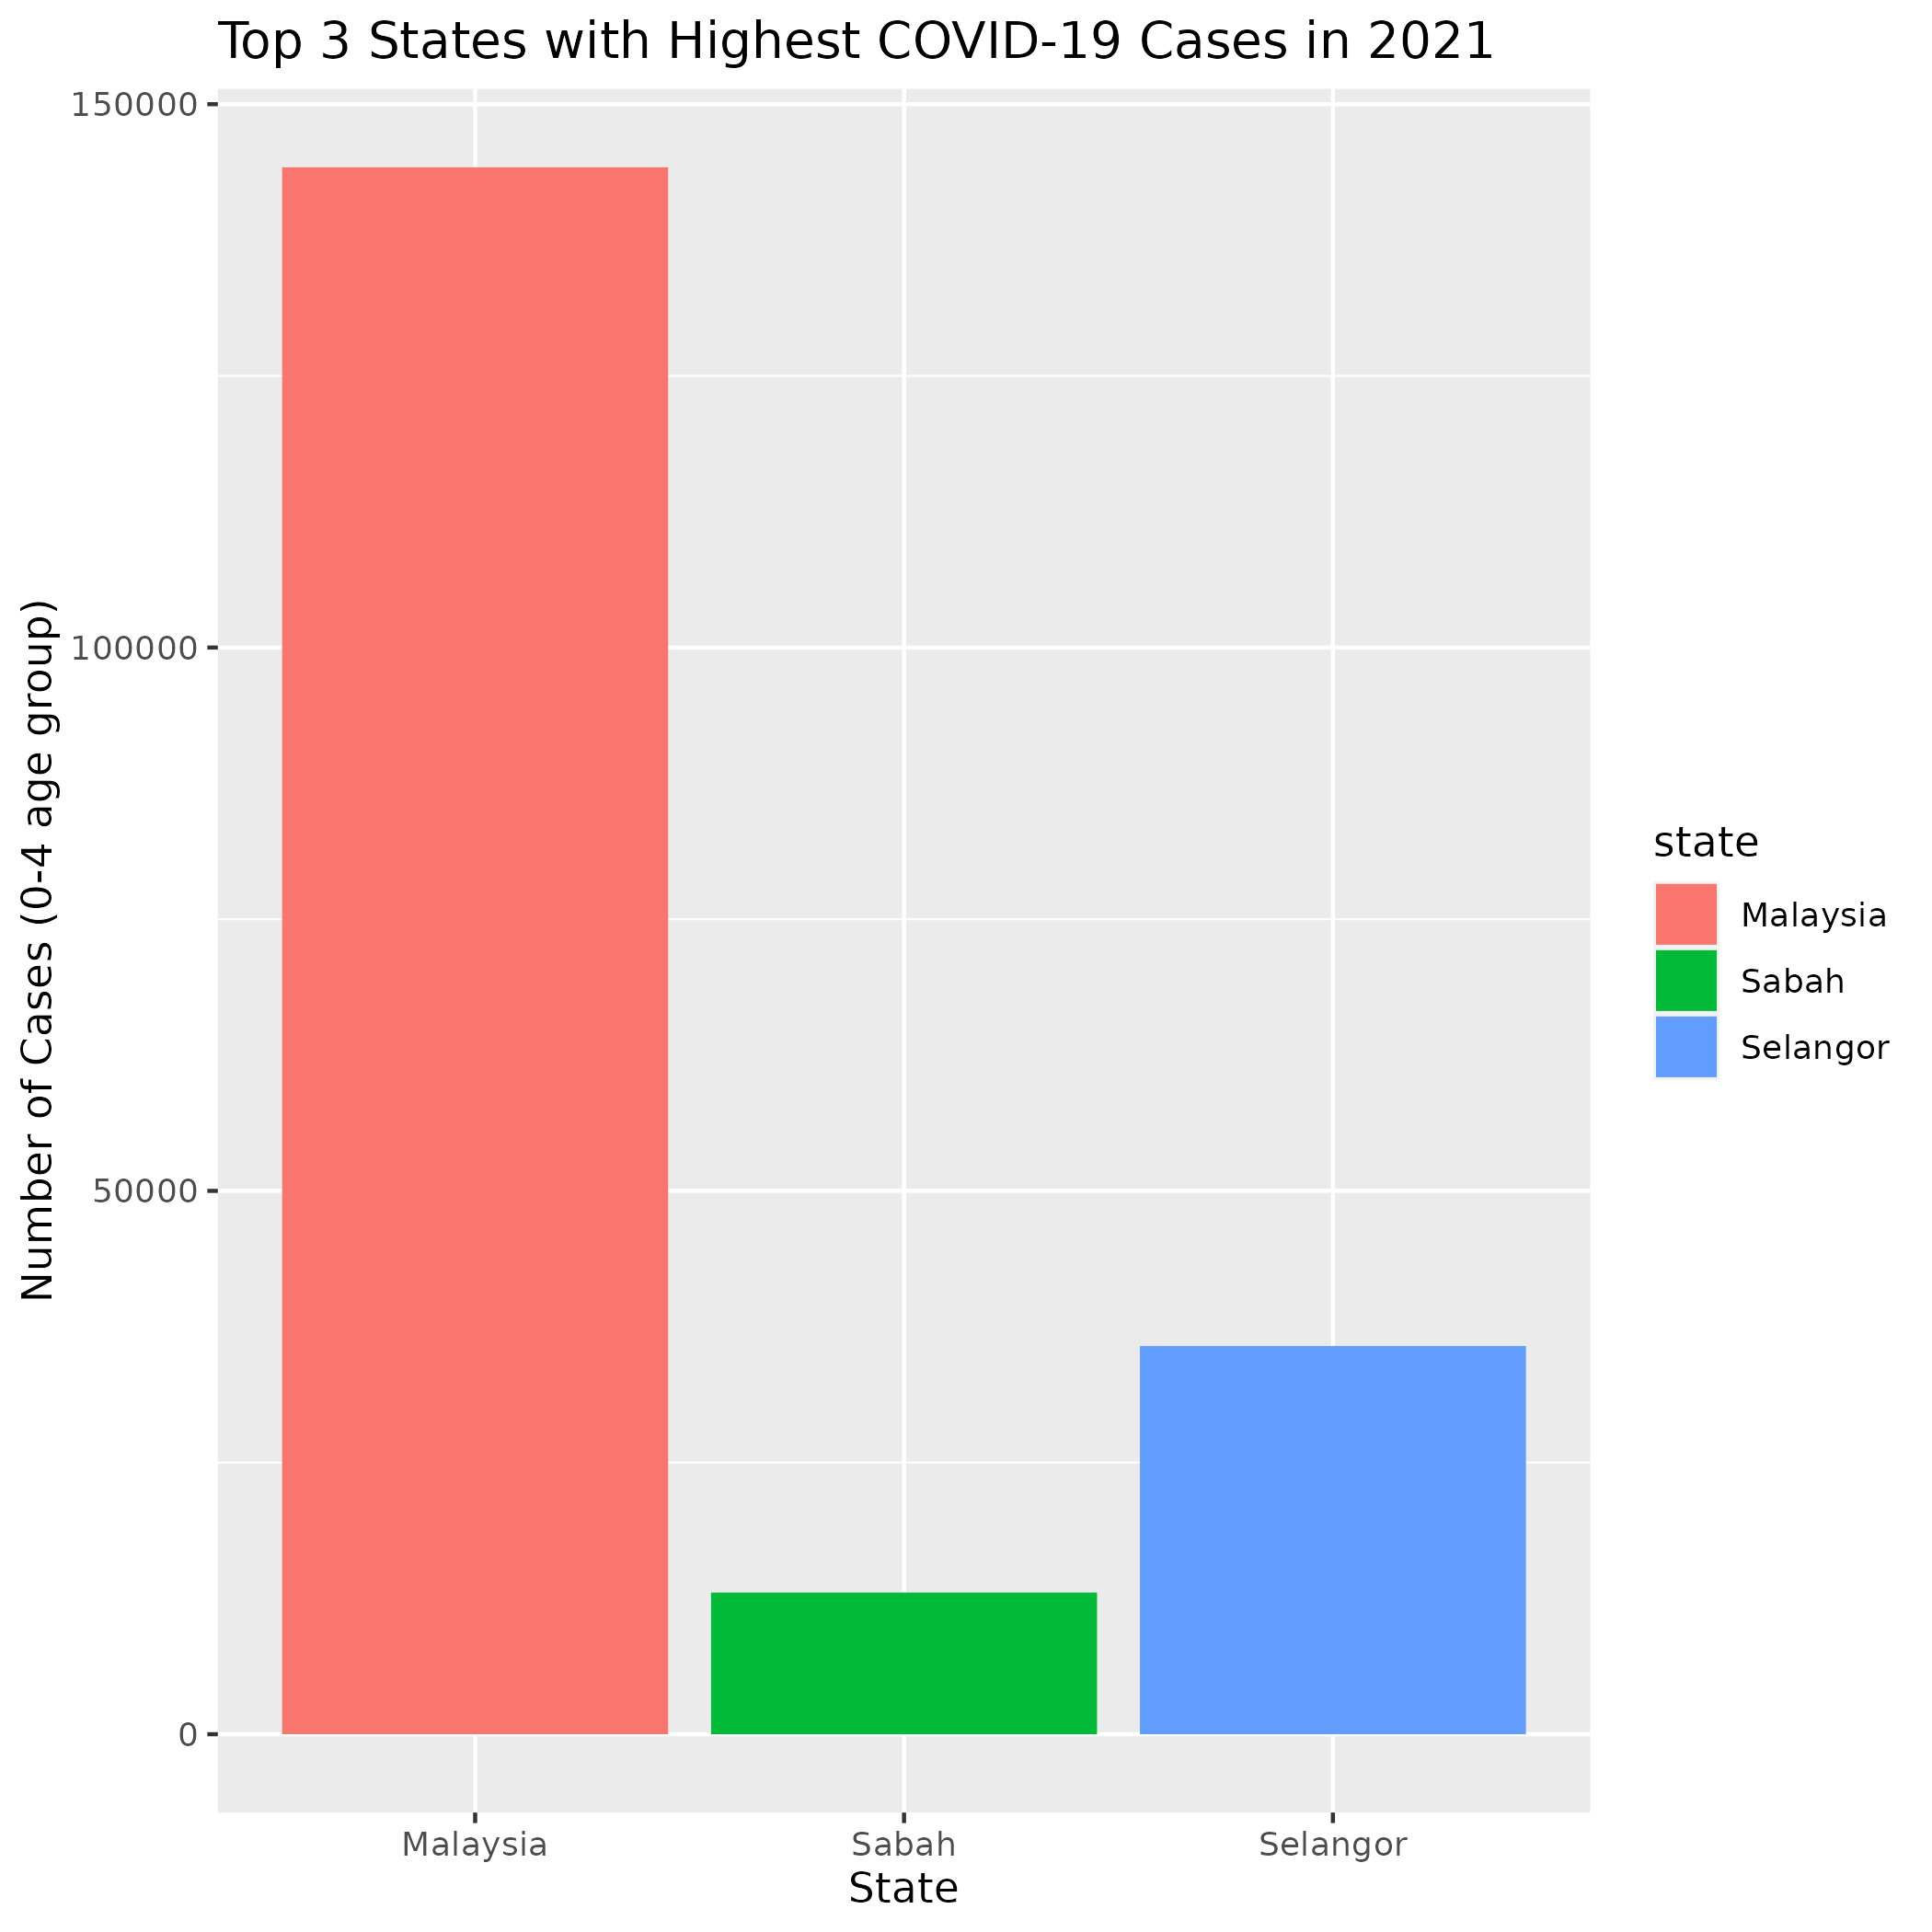 Top 3 States with Highest COVID-19 Cases in 2021
Number of Cases (0-4 age group)
150000
100000
50000
0
Malaysia
Sabah
Selangor
State
state
Malaysia
Sabah
Selangor